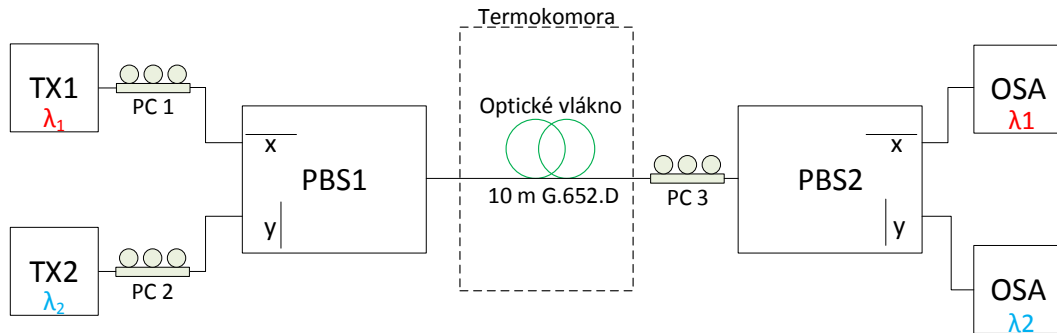 Termokomora
TX1
λ₁
PC 1
x
y
PBS1
TX2
λ₂
PC 2
Optické vlákno
10 m G.652.D
PC 3
PBS2
x
y
OSA
λ1
OSA
λ2